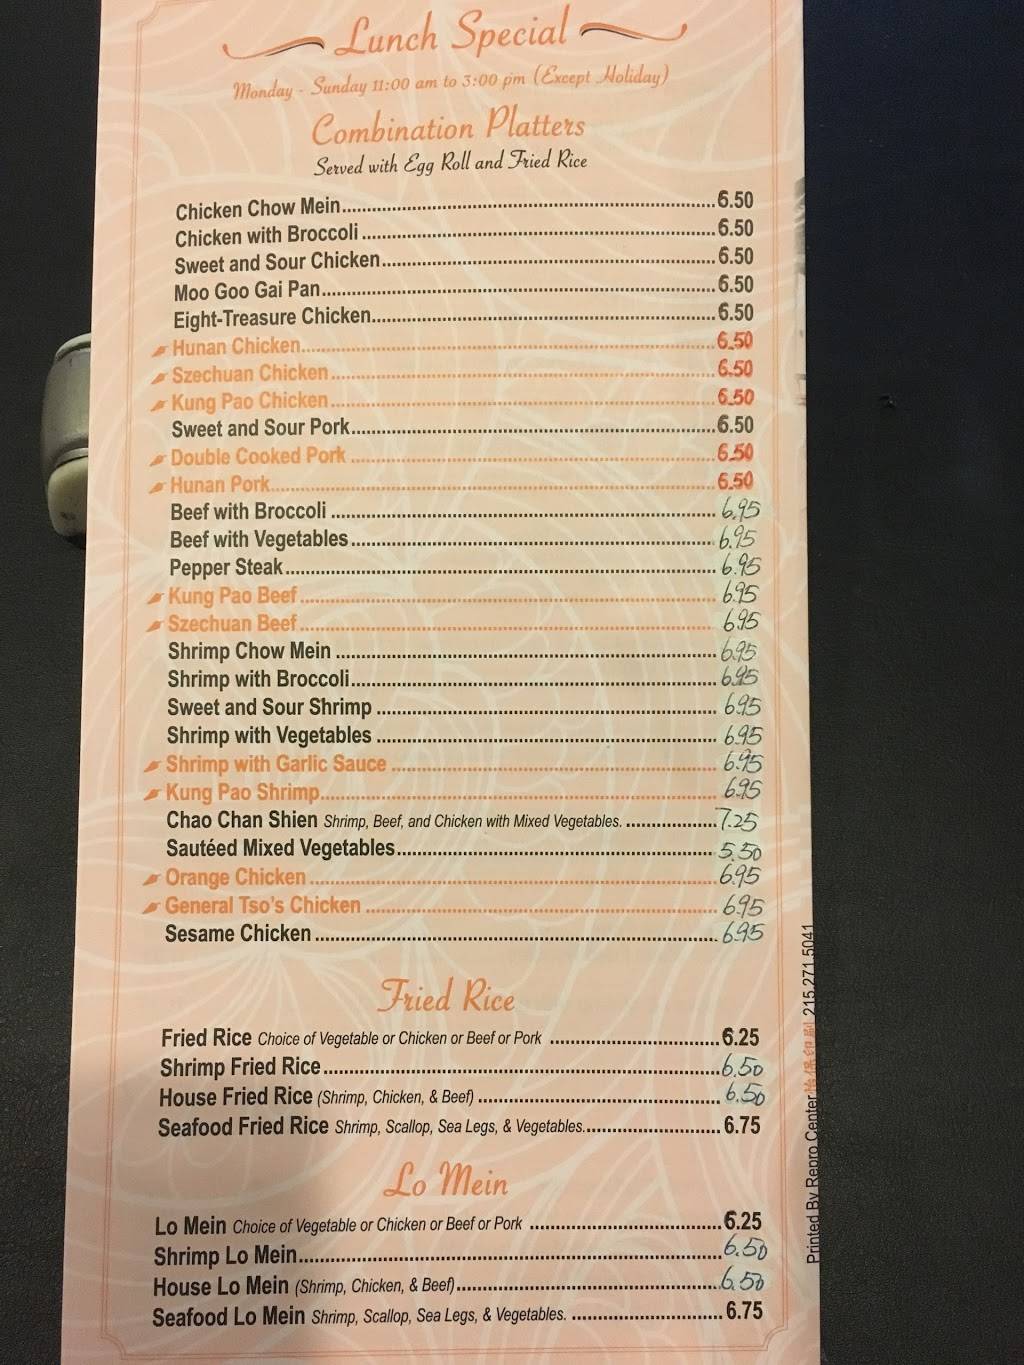 Lunch Special
Monday - Sunday 11:00 am to 3:00 pm (Except Holiday)
Combination Platters
Served with Egg Roll and Fried Rice
Chicken Chow Mein 6.50
Chicken with Broccoli 6.50
Sweet and Sour Chicken 6.50
Moo Goo Gai Pan 6.50
Eight-Treasure Chicken 6.50
Hunan Chicken 6.50
Szechuan Chicken 6.50
Kung Pao Chicken 6.50
Sweet and Sour Pork 6.50
Double Cooked Pork 6.50
Hunan Pork 6.50
Beef with Broccoli 6.95
Beef with Vegetables 6.95
Pepper Steak 6.95
Kung Pao Beef 6.95
Szechuan Beef 6.95
Shrimp Chow Mein 6.95
Shrimp with Broccoli 6.95
Sweet and Sour Shrimp 6.95
Shrimp with Vegetables 6.95
Shrimp with Garlic Sauce 6.95
Kung Pao Shrimp 6.95
Chao Chan Shien Shrimp, Beef, and Chicken with Mixed Vegetables. 7.25
Sautéed Mixed Vegetables 5.50
Orange Chicken 6.95
General Tso's Chicken 6.95
Sesame Chicken 6.95
Fried Rice
Fried Rice Choice of Vegetable or Chicken or Beef or Pork 6.25
Shrimp Fried Rice 6.50
House Fried Rice (Shrimp, Chicken, & Beef) 6.50
Seafood Fried Rice Shrimp, Scallop, Sea Legs, & Vegetables. 6.75
Lo Mein
Lo Mein Choice of Vegetable or Chicken or Beef or Pork 6.25
Shrimp Lo Mein 6.50
House Lo Mein (Shrimp, Chicken, & Beef) 6.50
Seafood Lo Mein Shrimp, Scallop, Sea Legs, & Vegetables. 6.75
Printed By Repro Center 215.271.5041